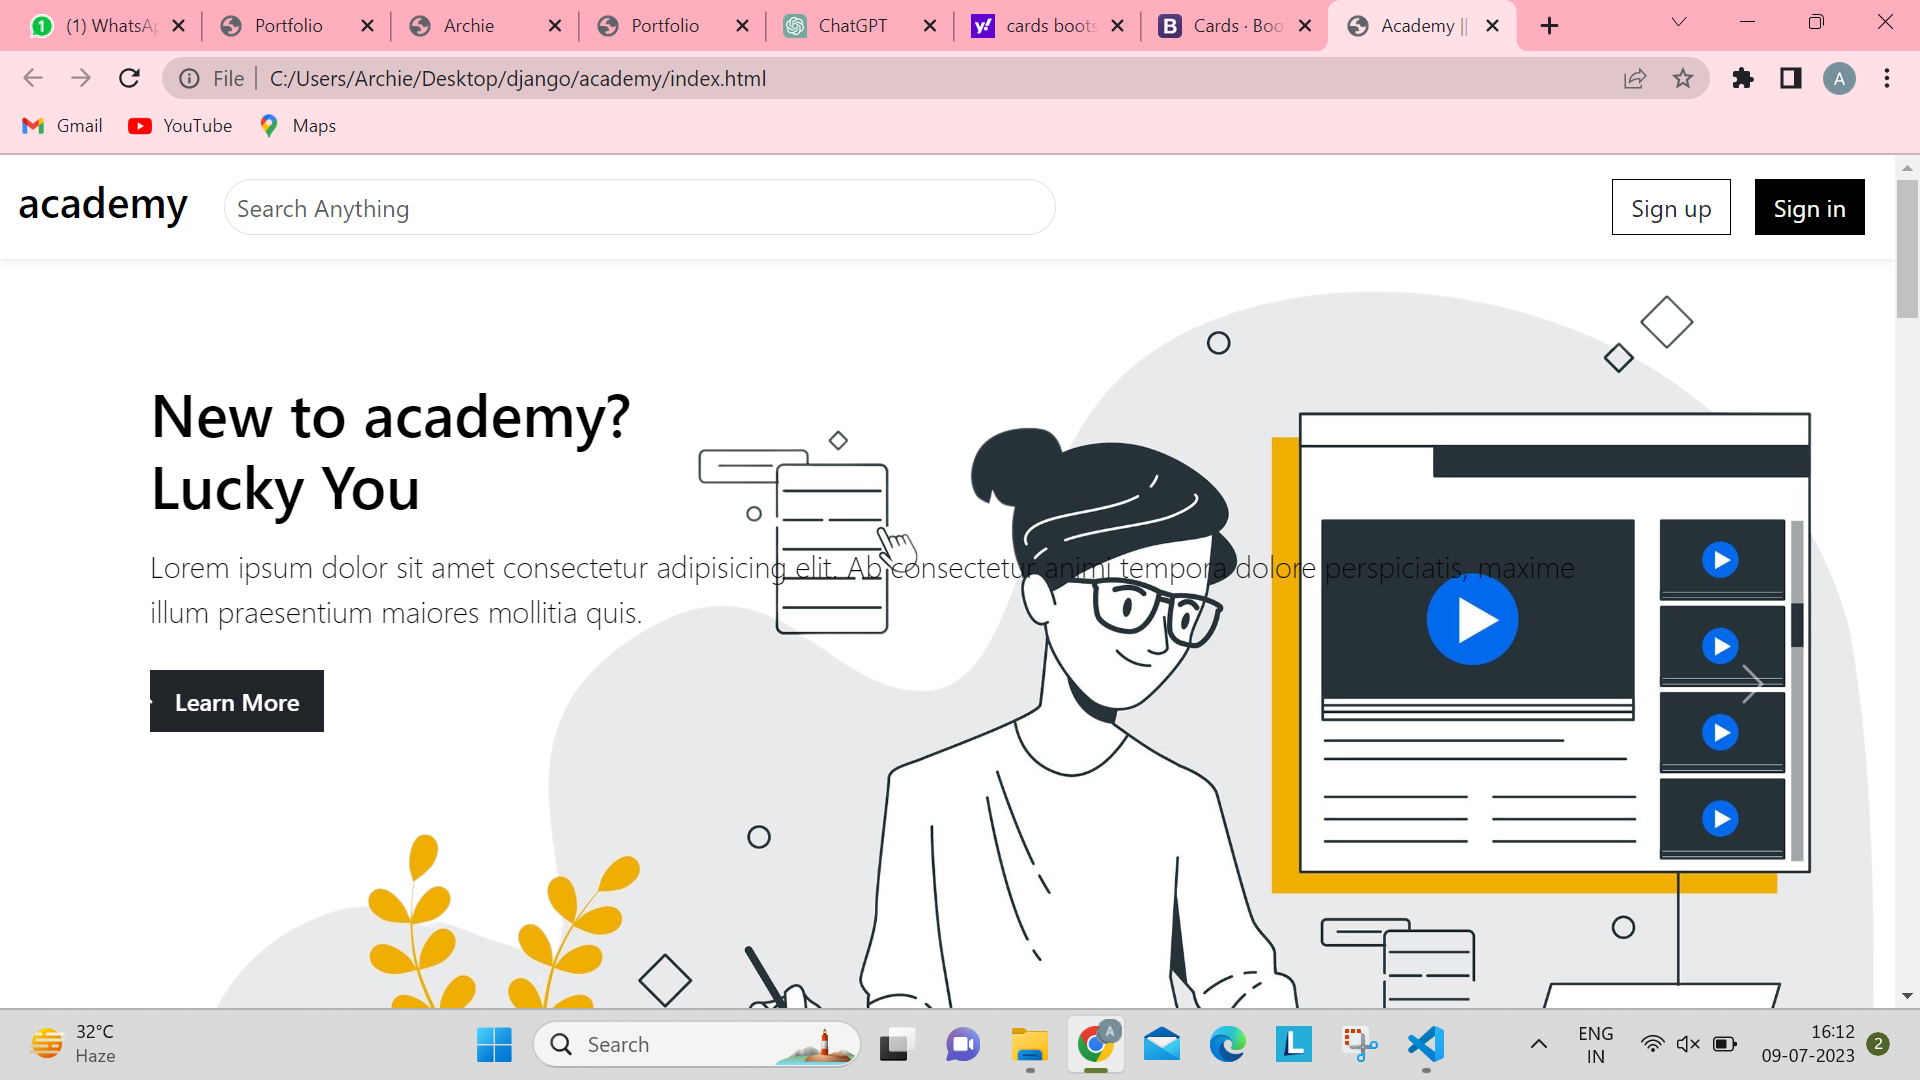 (1) WhatsAp
Portfolio
Archie
Portfolio
ChatGPT
cards boots
Cards · Boo
Academy ||
File
C:/Users/Archie/Desktop/django/academy/index.html
A
Gmail
YouTube
Maps
academy
Search Anything
Sign up
Sign in
New to academy?
Lucky You
Lorem ipsum dolor sit amet consectetur adipisicing elit. Ab consectetur animi tempora dolore perspiciatis, maxime
illum praesentium maiores mollitia quis.
Learn More
32°C
Haze
Search
A
L
ENG
IN
16:12
09-07-2023
2